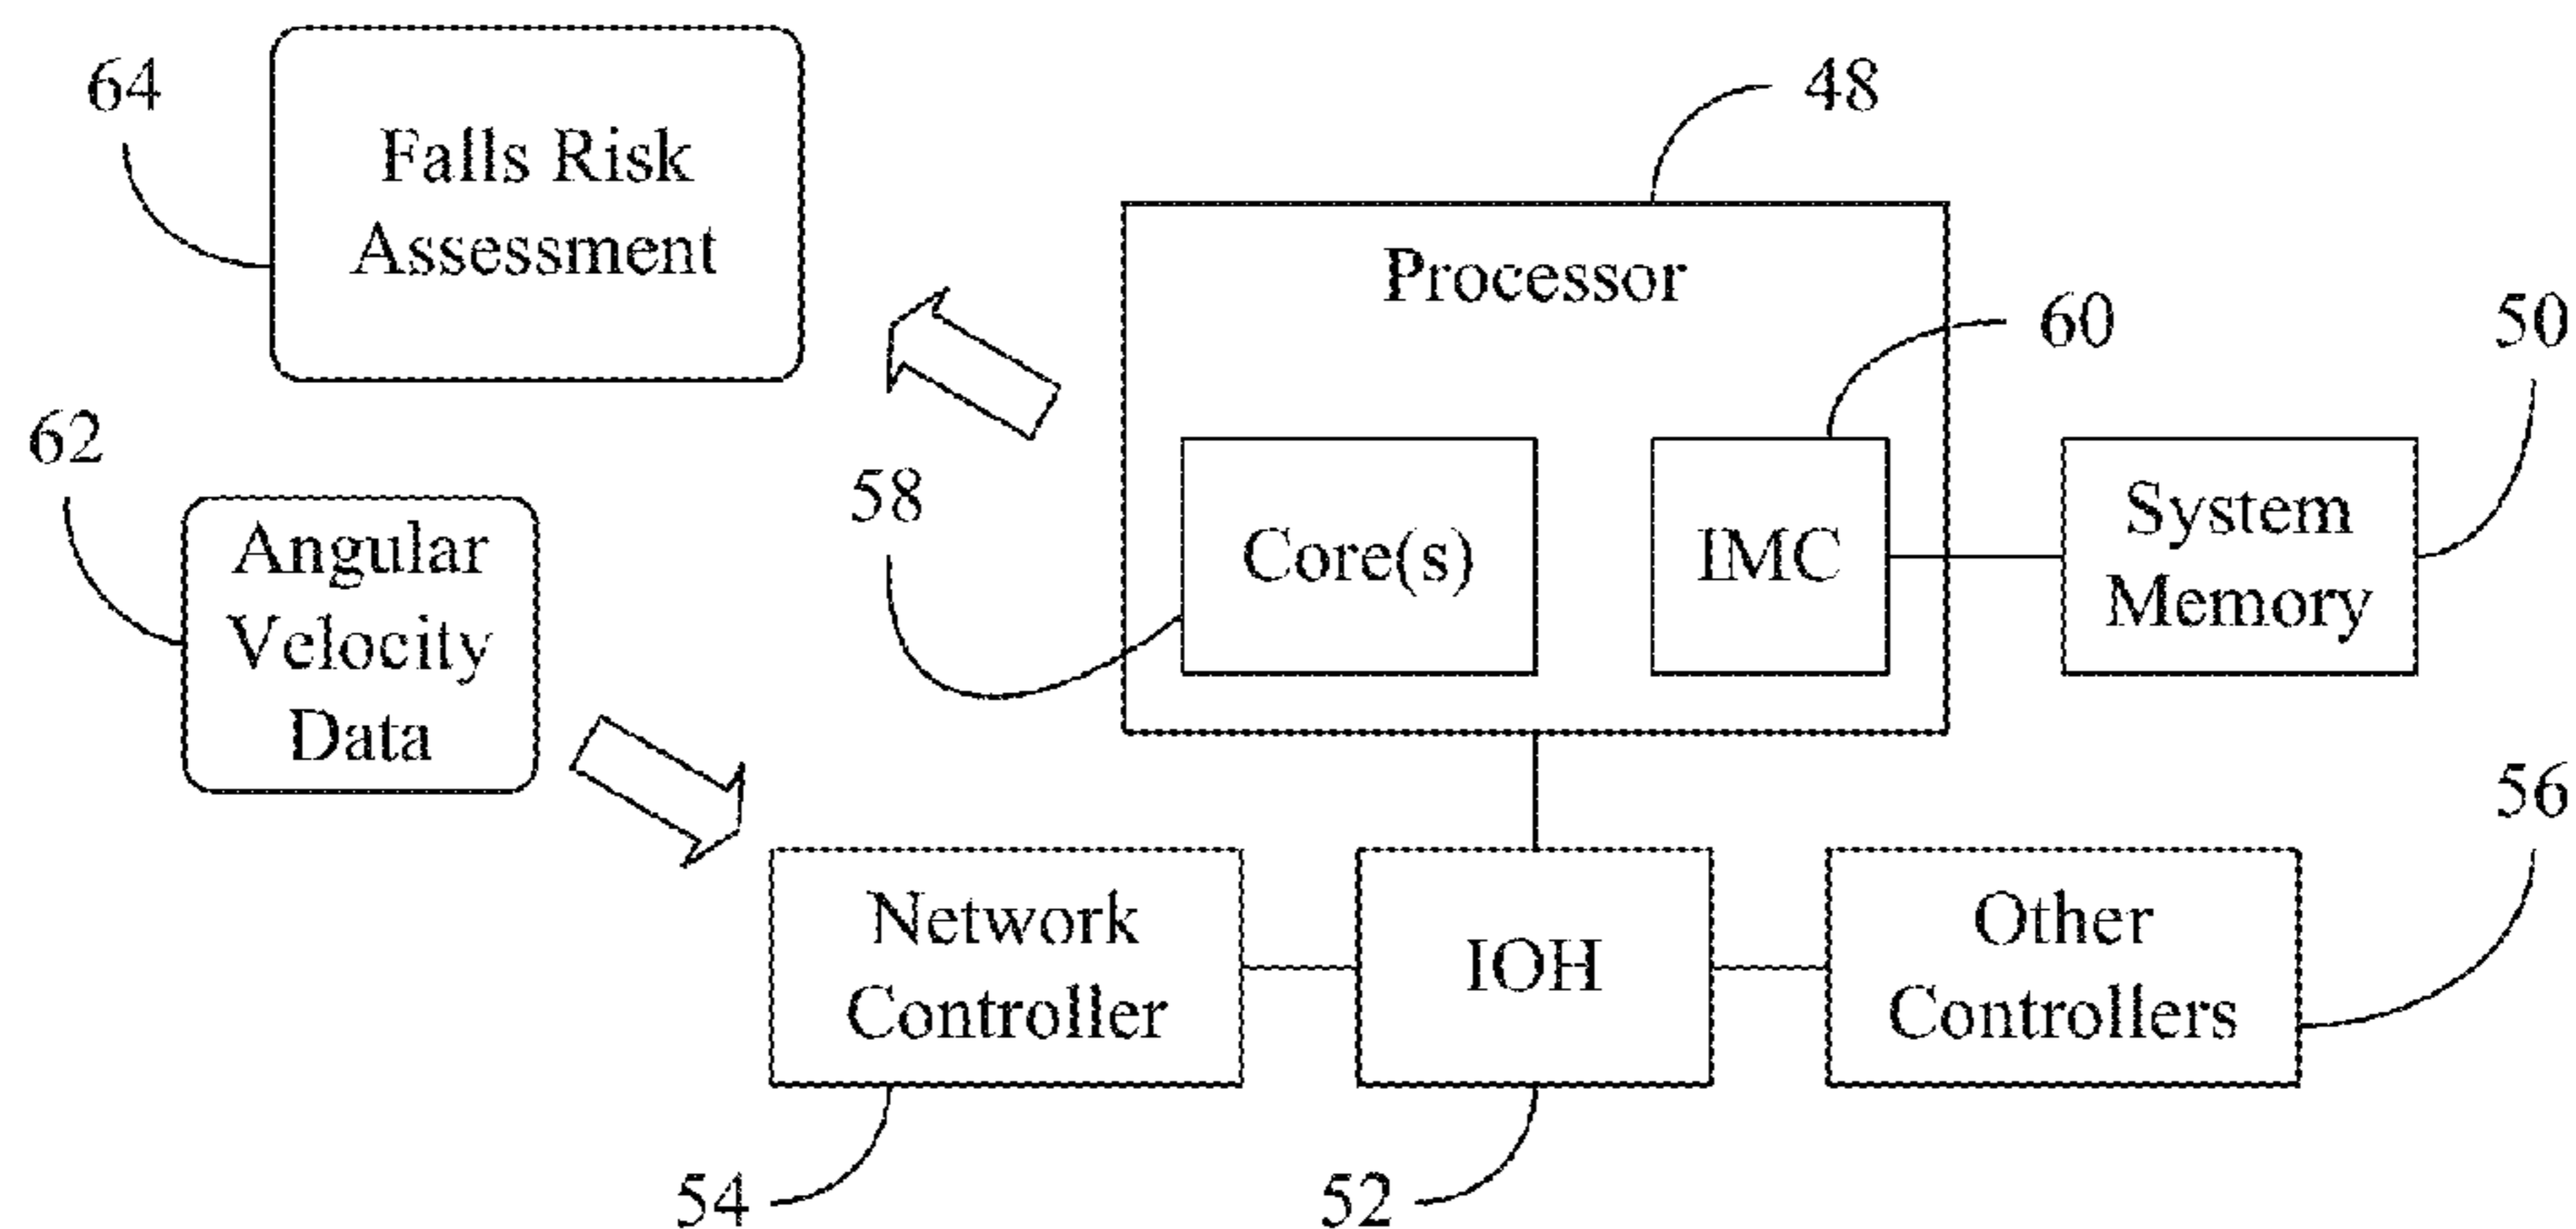 64
Falls Risk
Assessment
48
Processor
60
50
62
Angular
Velocity
Data
58
Core(s)
IMC
System
Memory
56
Network
Controller
IOH
Other
Controllers
54
52